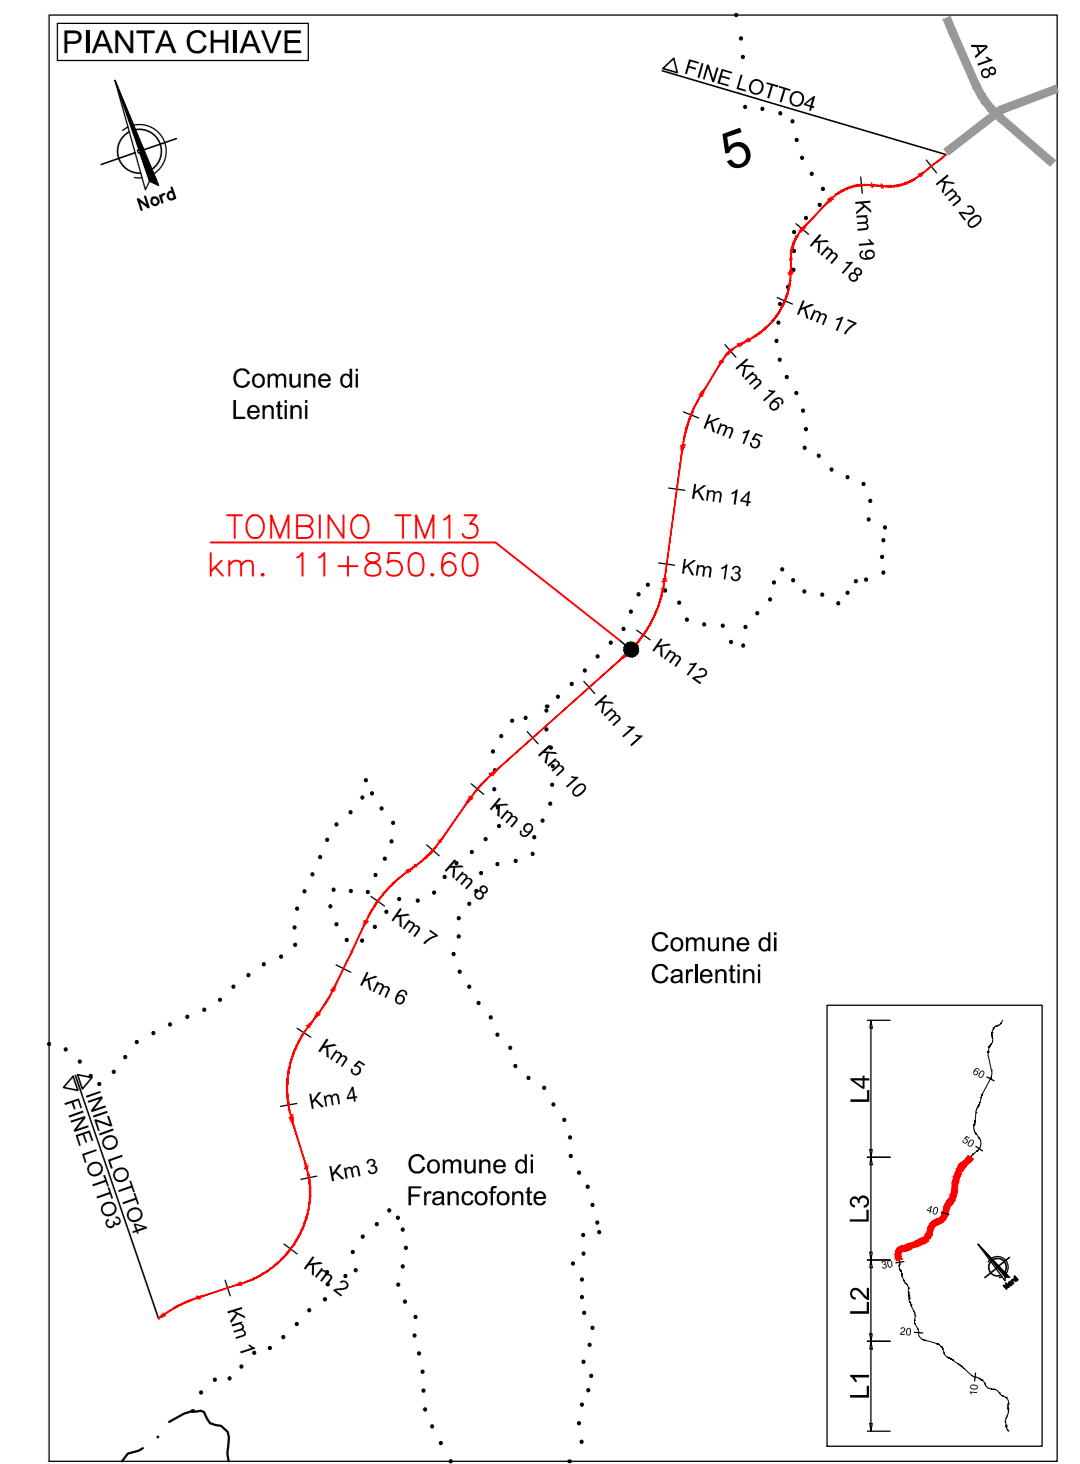 PIANTA CHIAVE
A18
FINE LOTTO4
5
Nord
Km 20
Km 19
Km 18
Km 17
Km 16
Comune di
Lentini
Km 15
Km 14
TOMBINO TM13
km. 11+850.60
Km 13
Km 12
Km 11
Km 10
Km 9
Km 8
Km 7
Comune di
Carlentini
Km 6
Km 5
Km 4
INIZIO LOTTO4
FINE LOTTO3
Km 3
Comune di
Francofonte
Km 2
Km 1
L4
60
50
L3
40
30
L2
20
L1
10